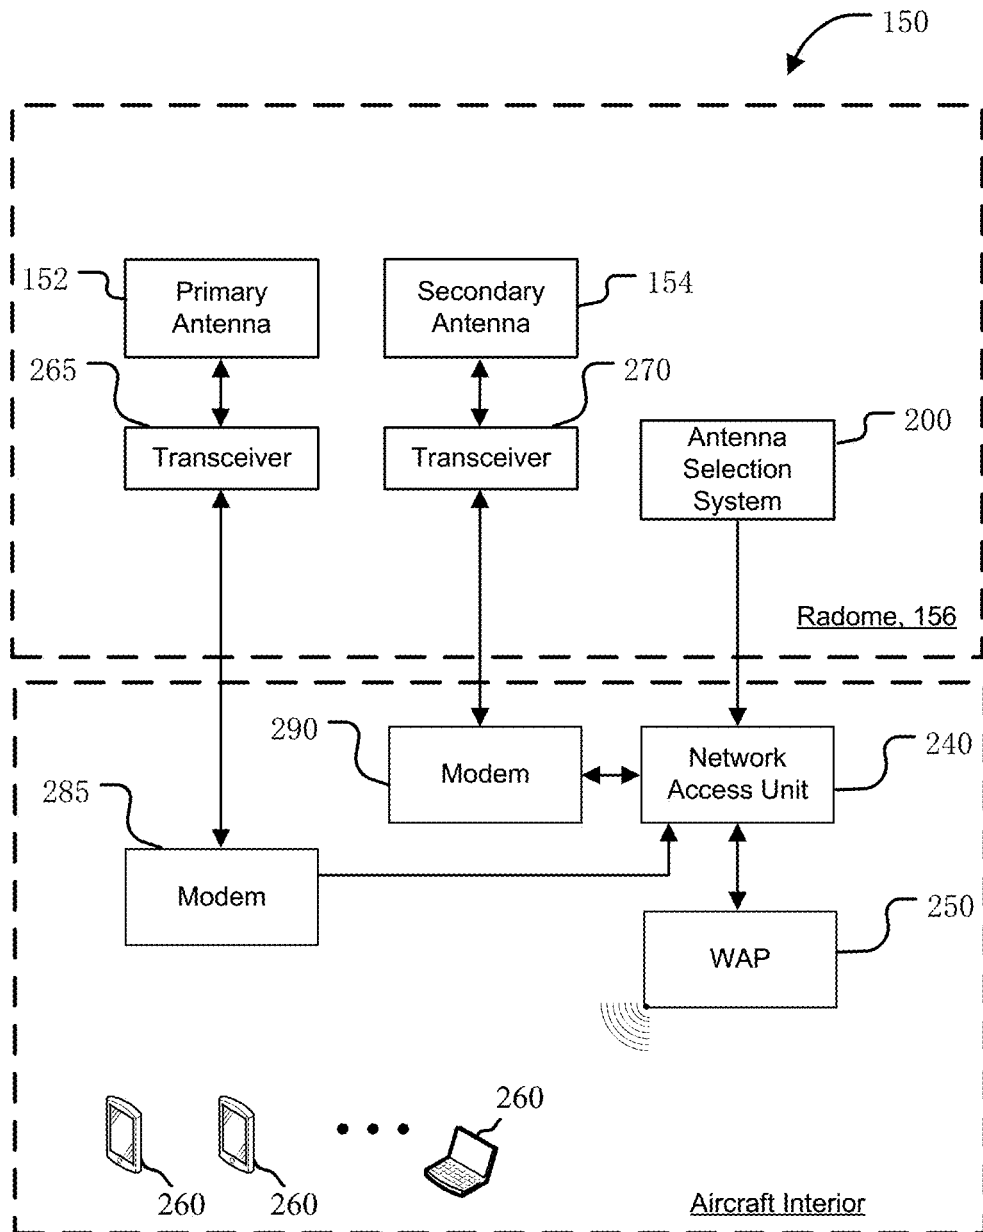 150
152
Primary
Antenna
Secondary
Antenna
154
265
270
Transceiver
Transceiver
200
Antenna
Selection
System
Radome, 156
290
Modem
Network
Access Unit
240
285
Modem
WAP
250
260
260
260
Aircraft Interior